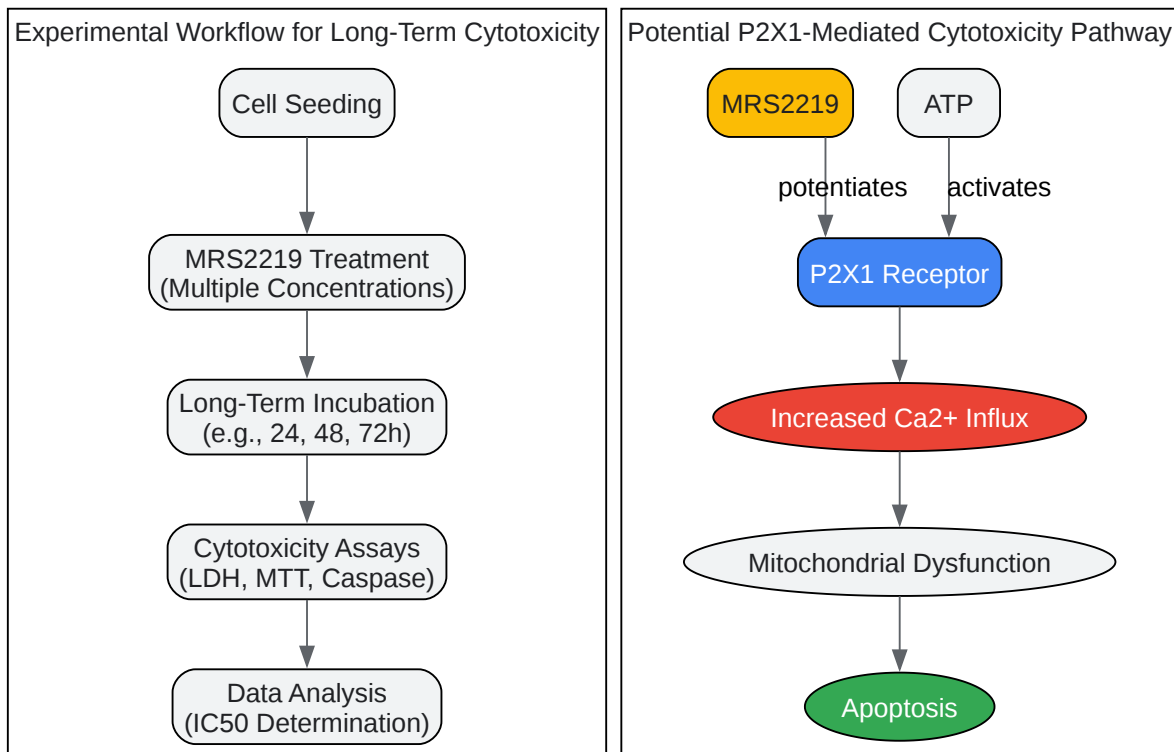 Experimental Workflow for Long-Term Cytotoxicity
Cell Seeding
MRS2219 Treatment
(Multiple Concentrations)
Long-Term Incubation
(e.g., 24, 48, 72h)
Cytotoxicity Assays
(LDH, MTT, Caspase)
Data Analysis
(IC50 Determination)
Potential P2X1-Mediated Cytotoxicity Pathway
MRS2219
ATP
potentiates
activates
P2X1 Receptor
Increased Ca2+ Influx
Mitochondrial Dysfunction
Apoptosis